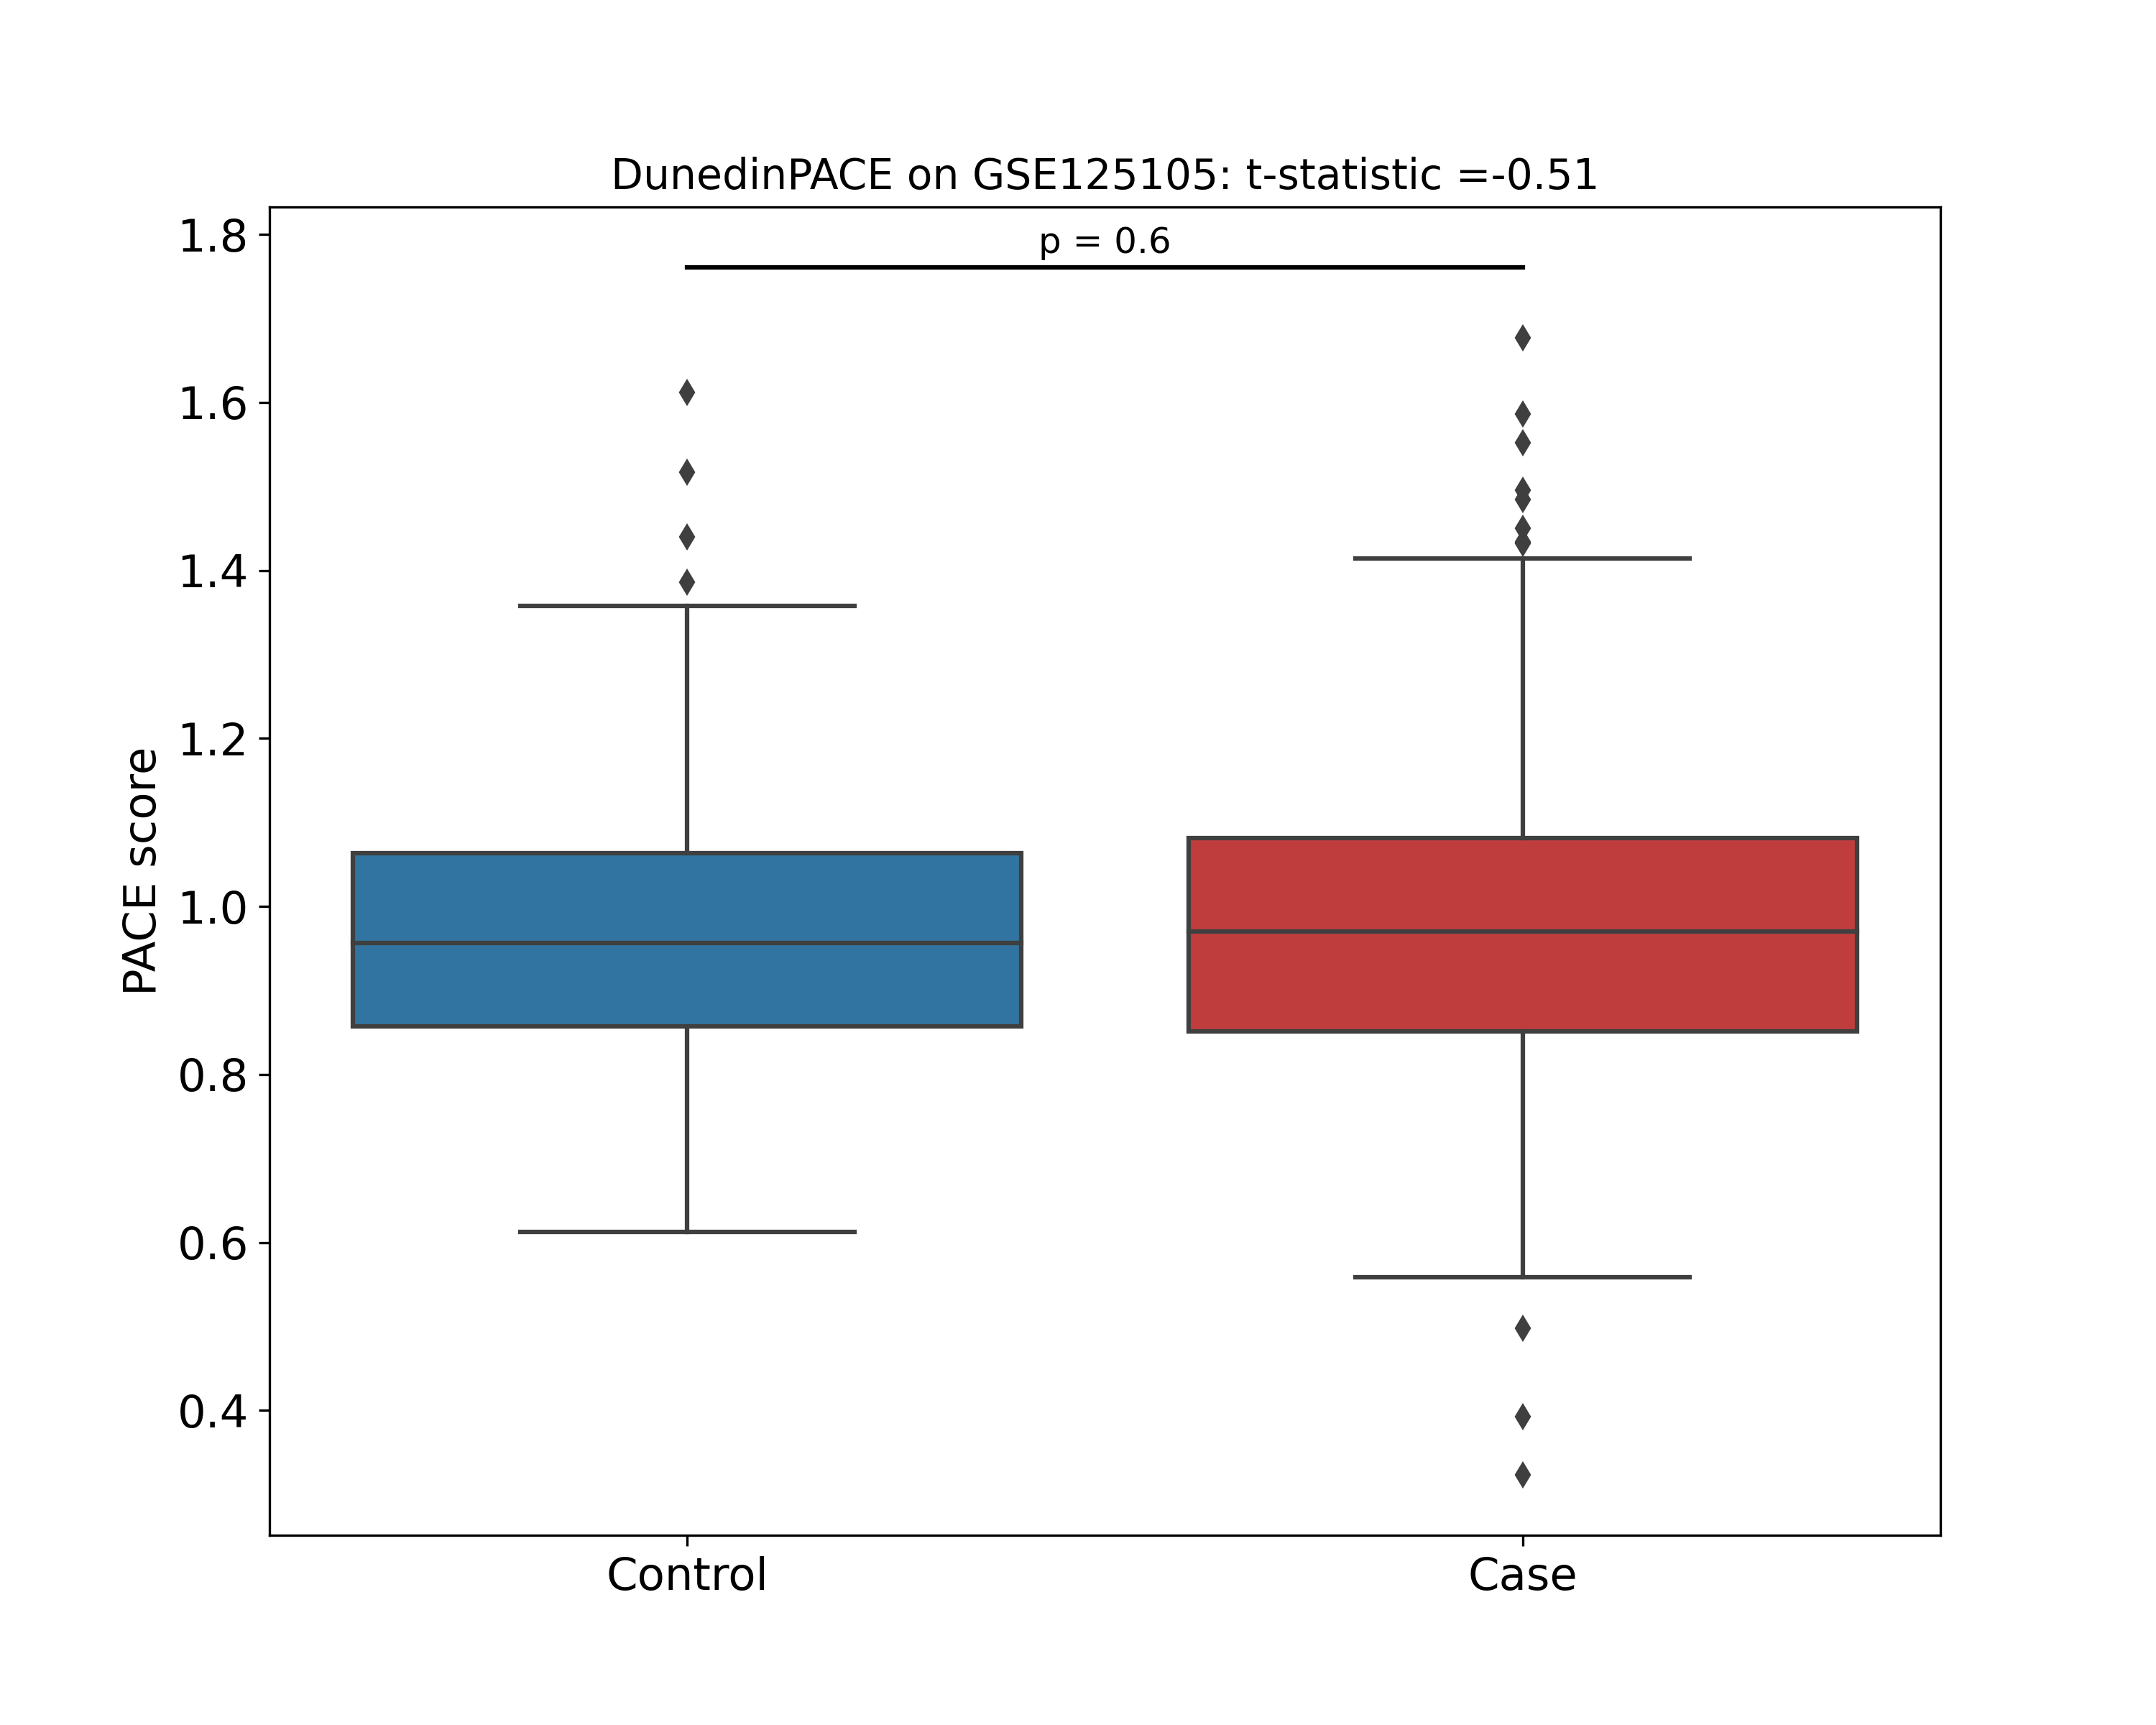 DunedinPACE on GSE125105: t-statistic =-0.51
p = 0.6
1.8
1.6
1.4
1.2
1.0
0.8
0.6
0.4
PACE score
Control Case